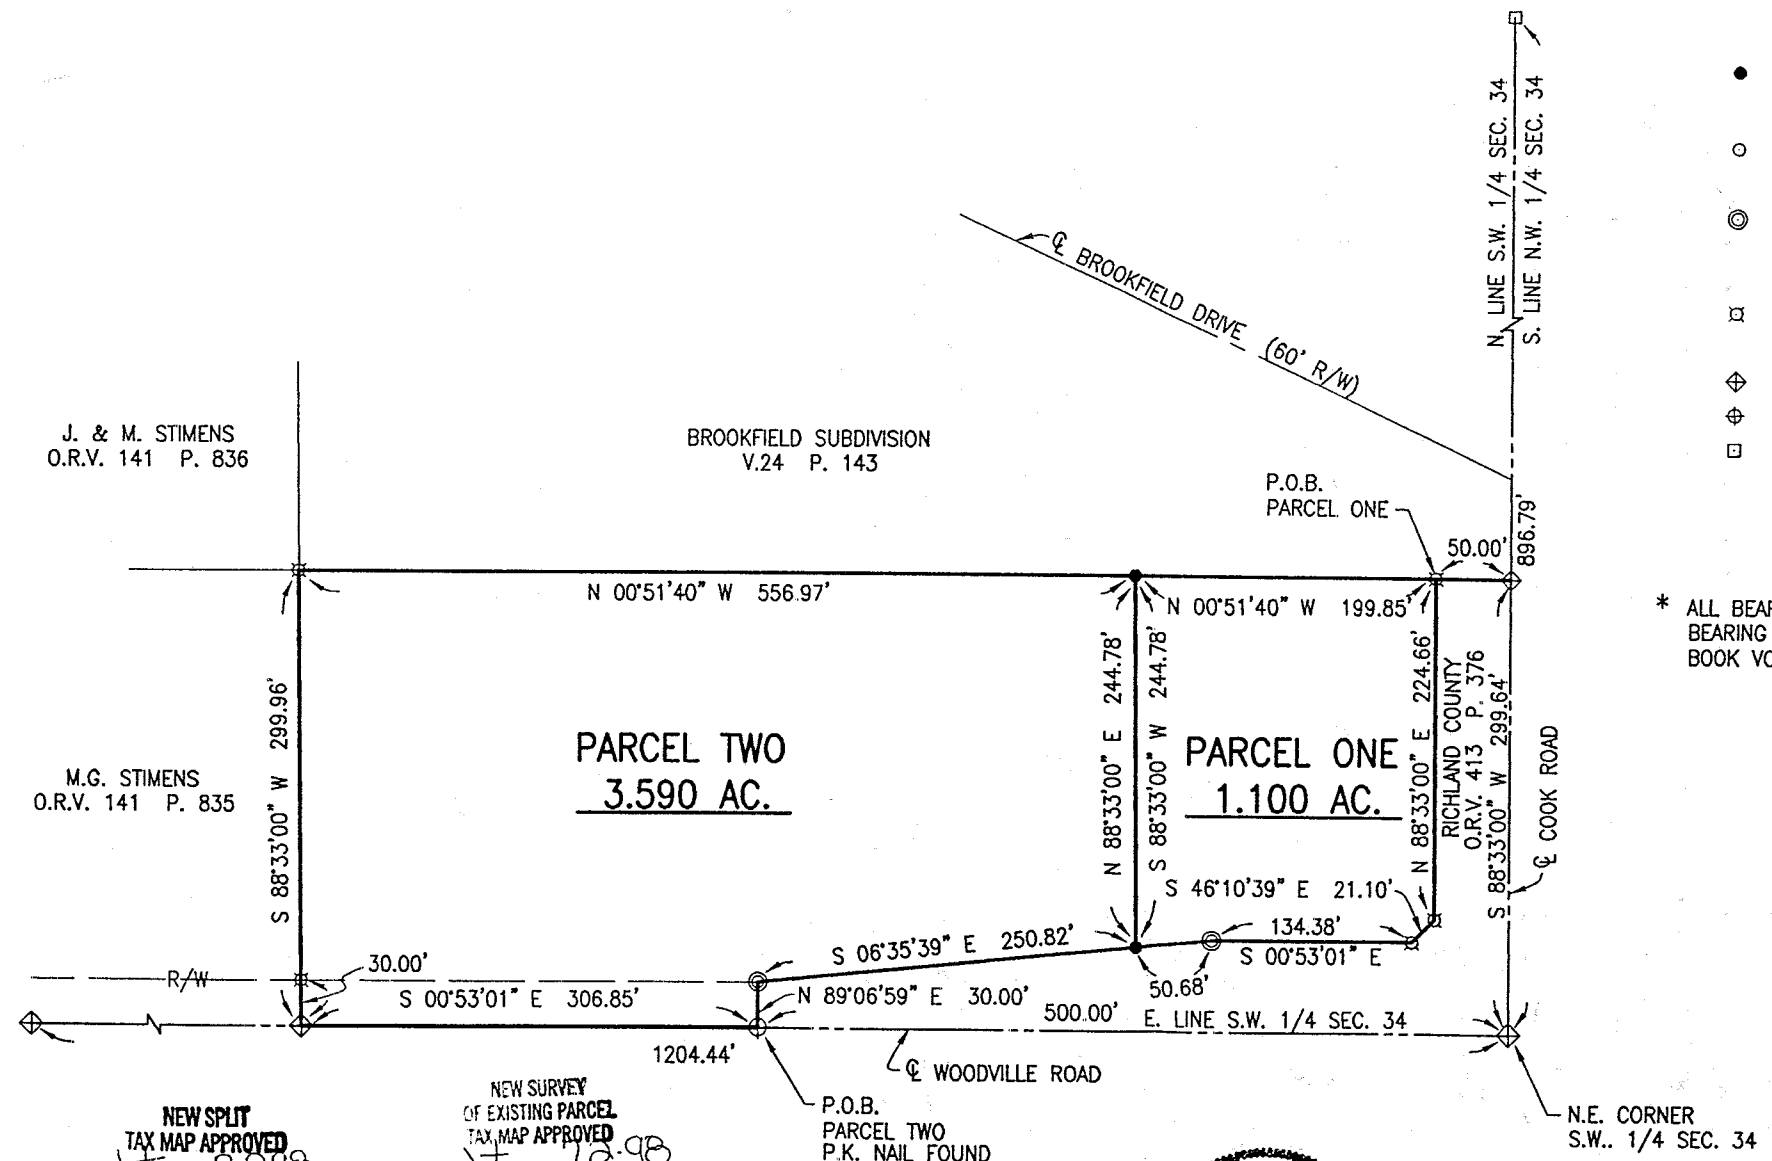 N. LINE S.W. 1/4 SEC. 34
S. LINE N.W. 1/4 SEC. 34
℄ BROOKFIELD DRIVE (60' R/W)
J. & M. STIMENS
O.R.V. 141 P. 836
BROOKFIELD SUBDIVISION
V.24 P. 143
P.O.B.
PARCEL ONE
896.79'
50.00'
N 00°51'40" W 556.97'
N 00°51'40" W 199.85'
* ALL BEAR
BEARING
BOOK VO
S 88°33'00" W 299.96'
N 88°33'00" E 244.78'
S 88°33'00" W 244.78'
N 88°33'00" E 224.66'
RICHLAND COUNTY
O.R.V. 413 P. 376
S 88°33'00" W 299.64'
℄ COOK ROAD
PARCEL TWO
3.590 AC.
PARCEL ONE
1.100 AC.
M.G. STIMENS
O.R.V. 141 P. 835
S 46°10'39" E 21.10'
134.38'
S 00°53'01" E
S 06°35'39" E 250.82'
50.68'
R/W
30.00'
S 00°53'01" E 306.85'
N 89°06'59" E 30.00'
500.00' E. LINE S.W. 1/4 SEC. 34
1204.44'
℄ WOODVILLE ROAD
P.O.B.
PARCEL TWO
P.K. NAIL FOUND
N.E. CORNER
S.W.. 1/4 SEC. 34
NEW SPLIT
TAX MAP APPROVED
NEW SURVEY
OF EXISTING PARCEL
TAX MAP APPROVED